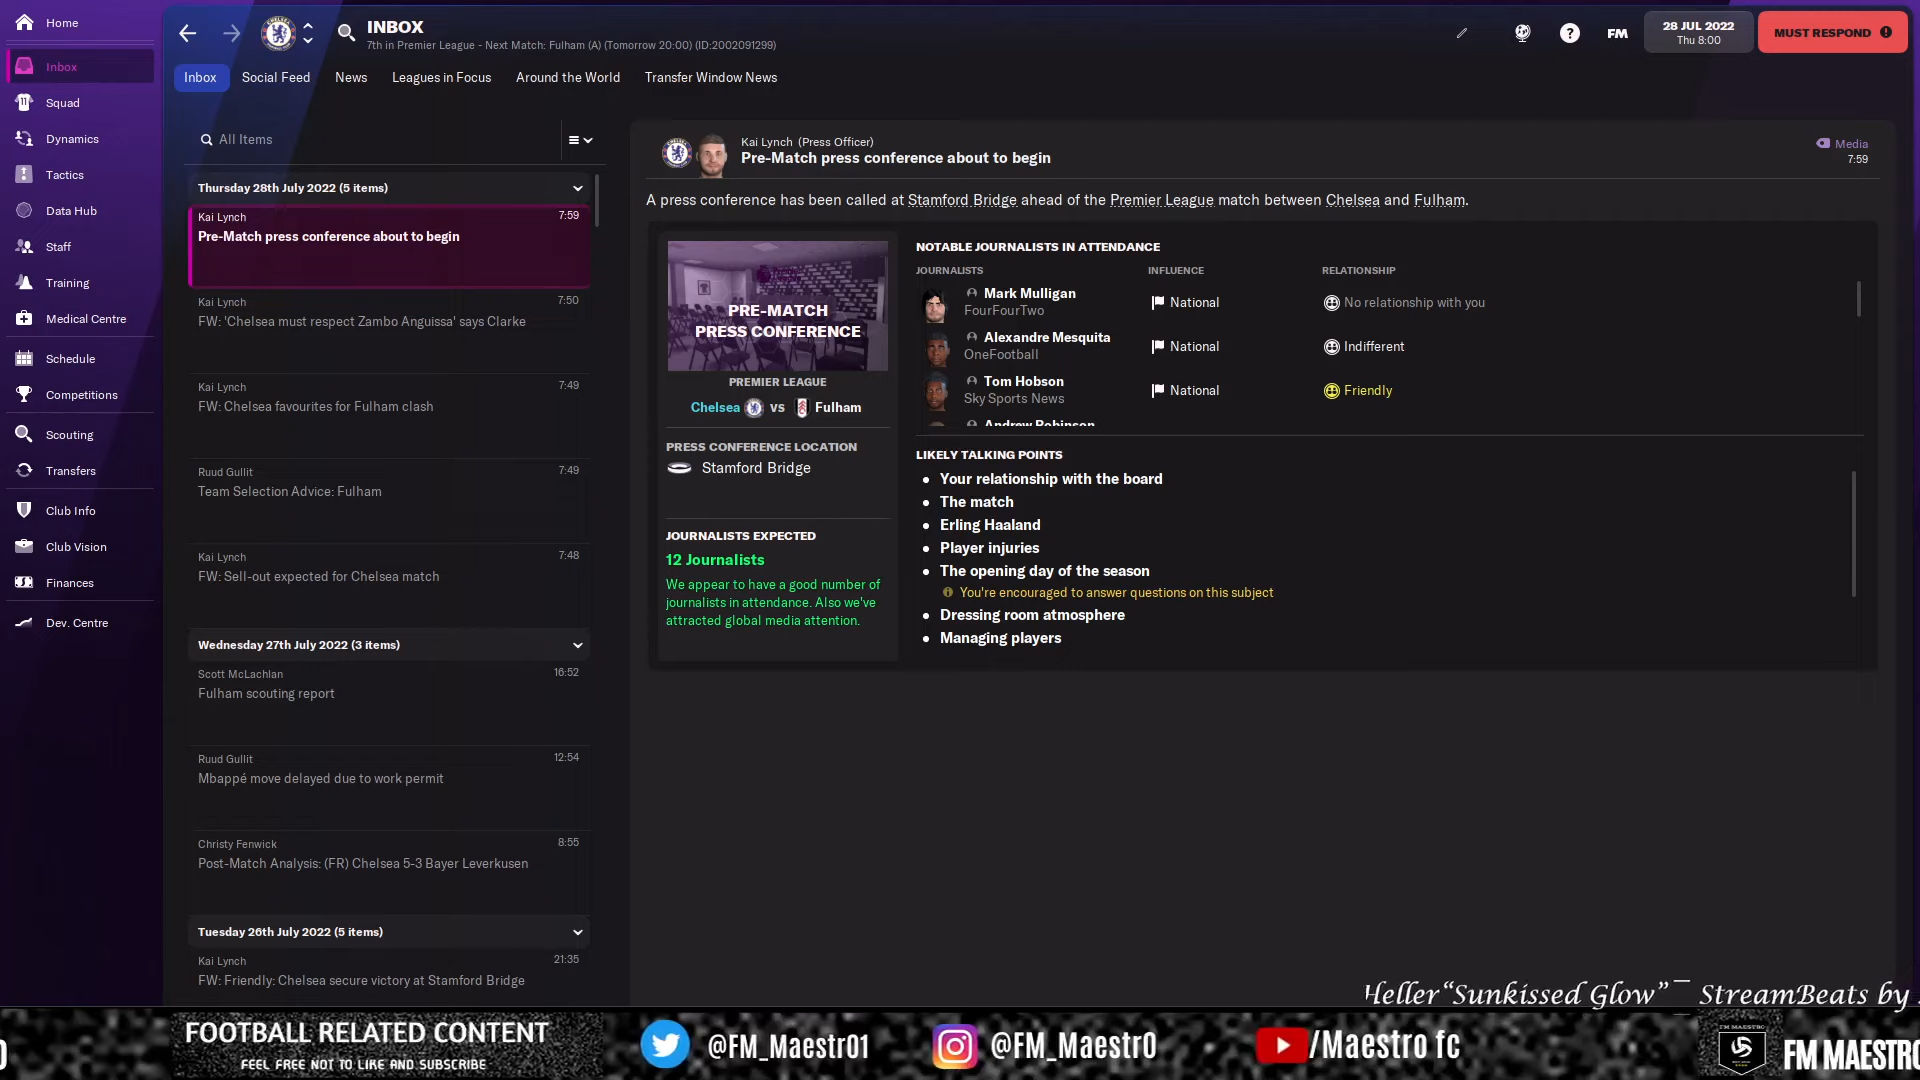 Home
Inbox
Squad
Dynamics
Tactics
Data Hub
Staff
Training
Medical Centre
Schedule
Competitions
Scouting
Transfers
Club Info
Club Vision
Finances
Dev. Centre
INBOX
7th in Premier League - Next Match: Fulham (A) (Tomorrow 20:00) (ID:2002091299)
FM
28 JUL 2022
Thu 8:00
MUST RESPOND
Inbox
Social Feed
News
Leagues in Focus
Around the World
Transfer Window News
All Items
Thursday 28th July 2022 (5 items)
Kai Lynch 7:59
Pre-Match press conference about to begin
Kai Lynch 7:50
FW: 'Chelsea must respect Zambo Anguissa' says Clarke
Kai Lynch 7:49
FW: Chelsea favourites for Fulham clash
Ruud Gullit 7:49
Team Selection Advice: Fulham
Kai Lynch 7:48
FW: Sell-out expected for Chelsea match
Wednesday 27th July 2022 (3 items)
Scott McLachlan 16:52
Fulham scouting report
Ruud Gullit 12:54
Mbappé move delayed due to work permit
Christy Fenwick 8:55
Post-Match Analysis: (FR) Chelsea 5-3 Bayer Leverkusen
Tuesday 26th July 2022 (5 items)
Kai Lynch 21:35
FW: Friendly: Chelsea secure victory at Stamford Bridge
Kai Lynch (Press Officer)
Pre-Match press conference about to begin
Media
7:59
A press conference has been called at Stamford Bridge ahead of the Premier League match between Chelsea and Fulham.
PRE-MATCH
PRESS CONFERENCE
PREMIER LEAGUE
Chelsea VS Fulham
PRESS CONFERENCE LOCATION
Stamford Bridge
JOURNALISTS EXPECTED
12 Journalists
We appear to have a good number of
journalists in attendance. Also we've
attracted global media attention.
NOTABLE JOURNALISTS IN ATTENDANCE
JOURNALISTS INFLUENCE RELATIONSHIP
Mark Mulligan
FourFourTwo
National
No relationship with you
Alexandre Mesquita
OneFootball
National
Indifferent
Tom Hobson
Sky Sports News
National
Friendly
Andrew Robinson
LIKELY TALKING POINTS
Your relationship with the board
The match
Erling Haaland
Player injuries
The opening day of the season
You're encouraged to answer questions on this subject
Dressing room atmosphere
Managing players
Heller "Sunkissed Glow" – StreamBeats by
FOOTBALL RELATED CONTENT
FEEL FREE NOT TO LIKE AND SUBSCRIBE
@FM_Maestr01
@FM_Maestr0
/Maestro fc
FM MAESTRO
FM MAESTRO